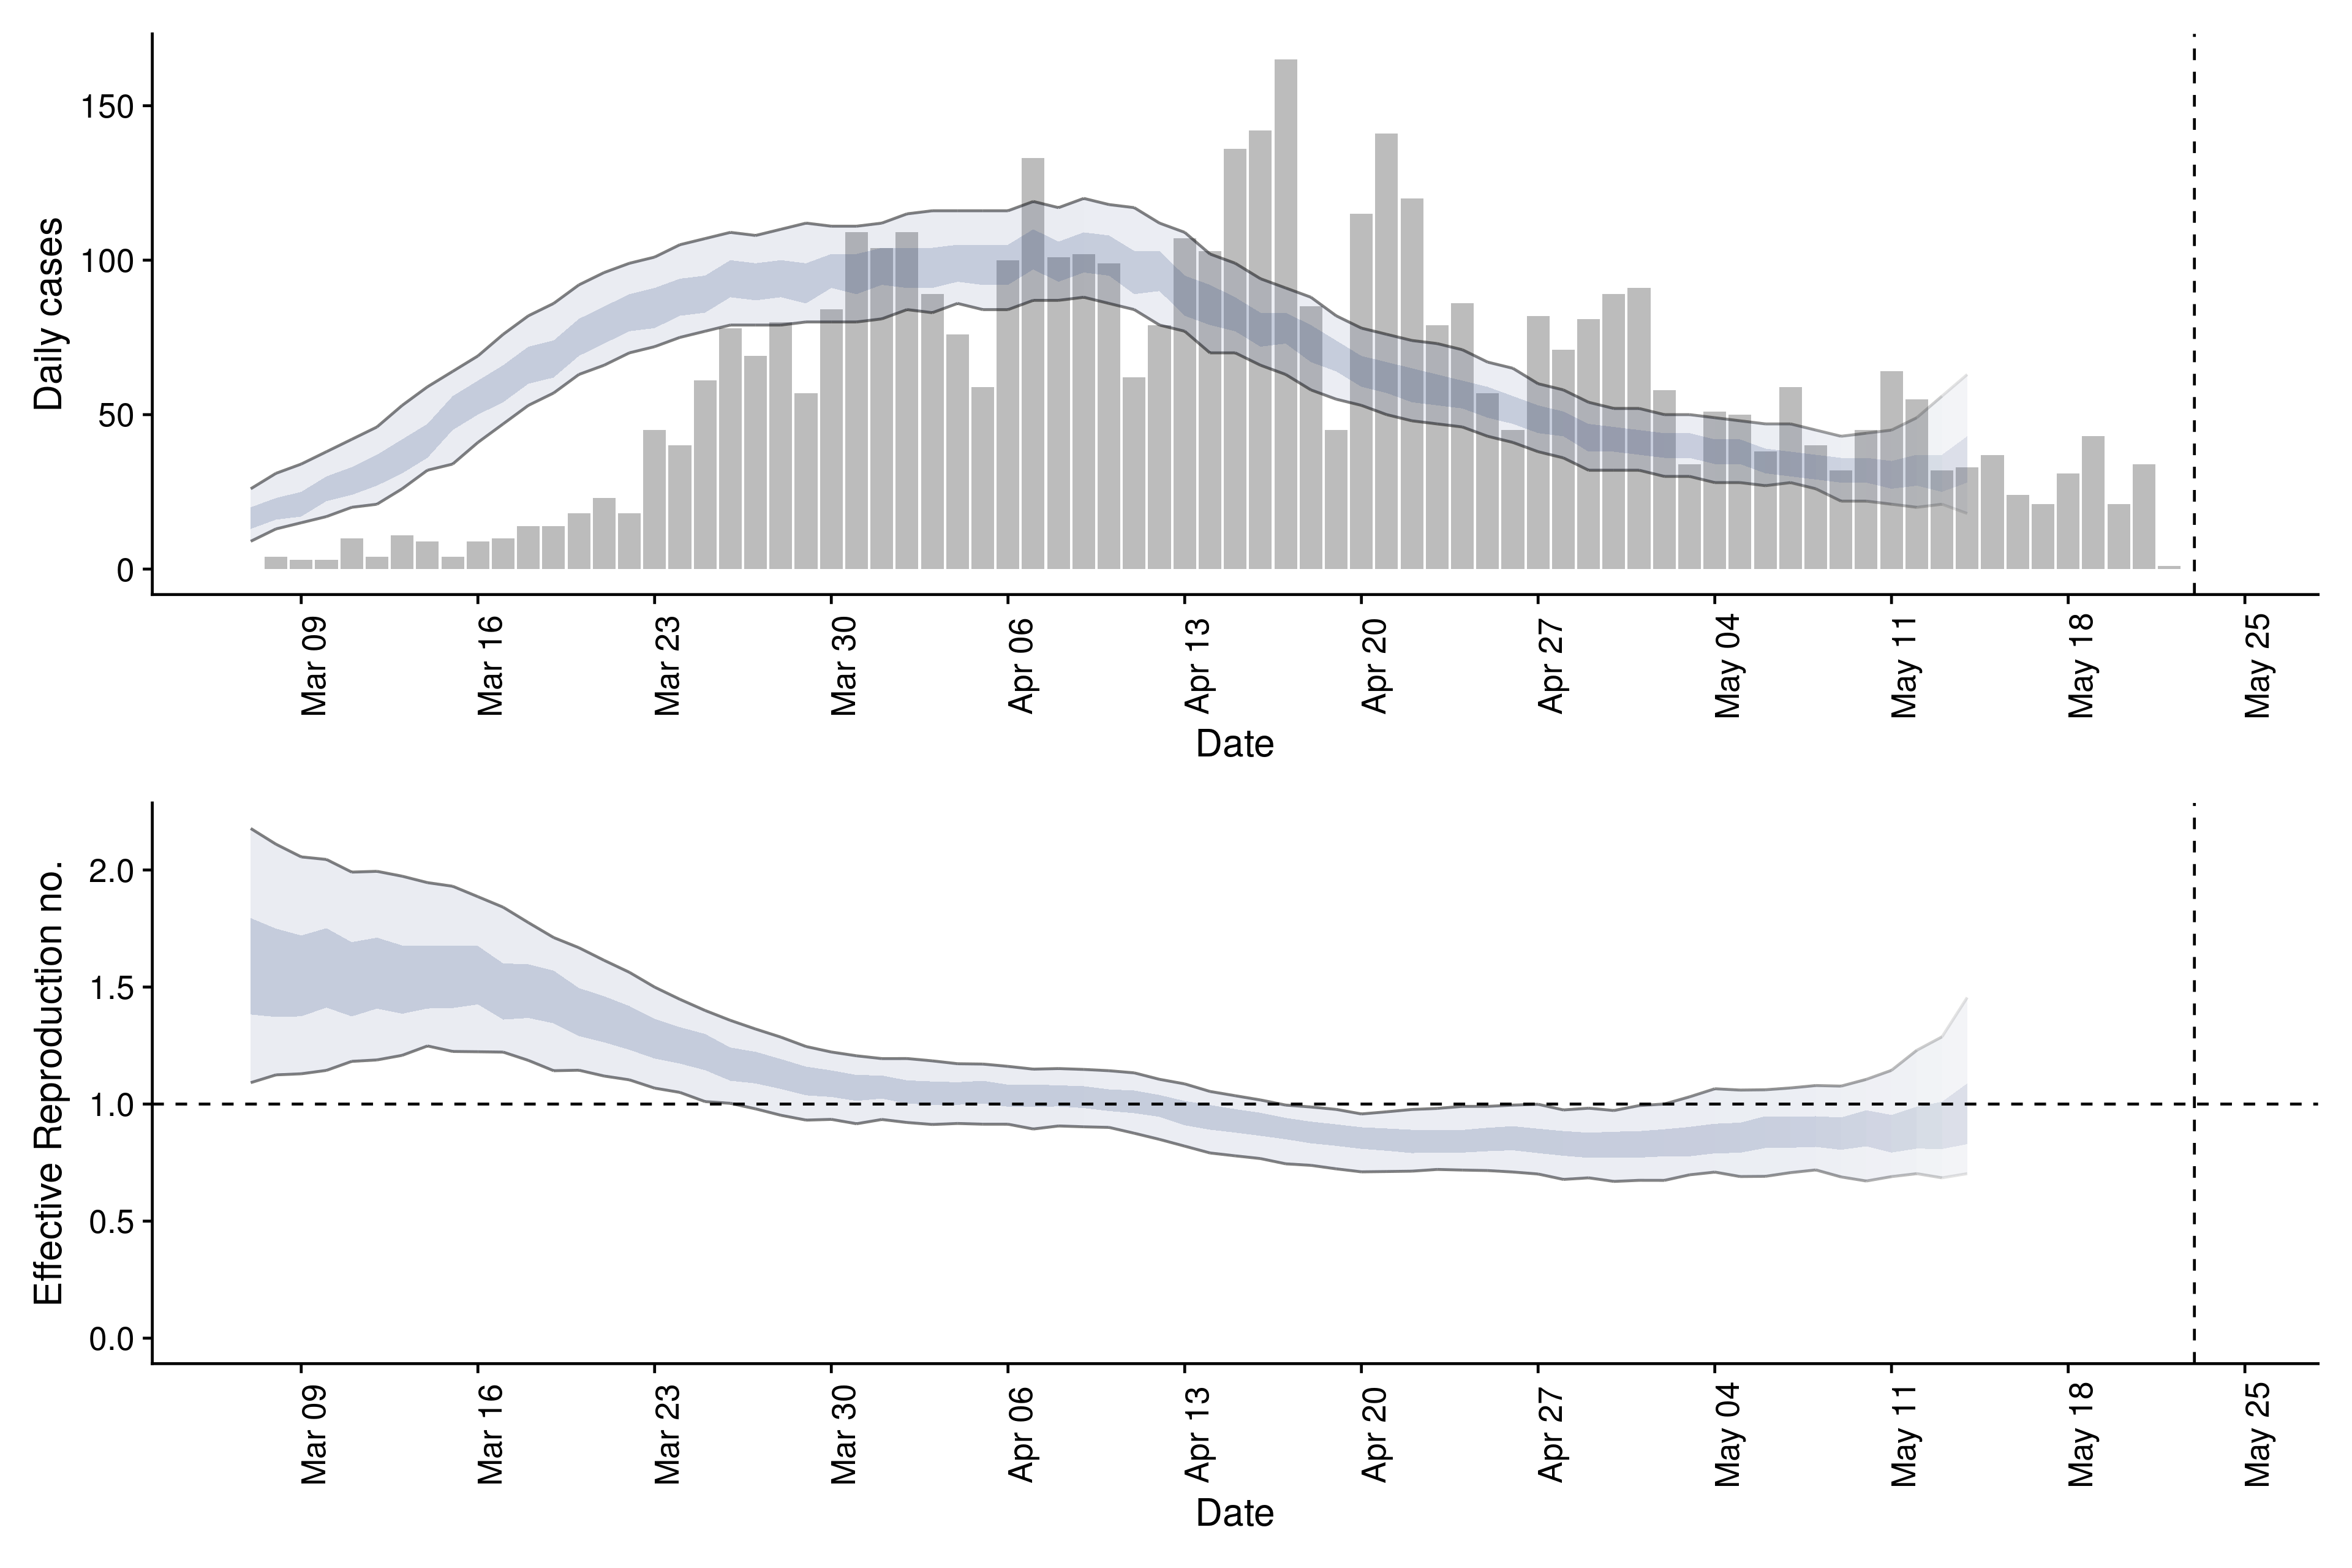 Daily cases
150
100
50
0
Mar 09
Mar 16
Mar 23
Mar 30
Apr 06
Apr 13
Apr 20
Apr 27
May 04
May 11
May 18
May 25
Date
Effective Reproduction no.
2.0
1.5
1.0
0.5
0.0
Mar 09
Mar 16
Mar 23
Mar 30
Apr 06
Apr 13
Apr 20
Apr 27
May 04
May 11
May 18
May 25
Date